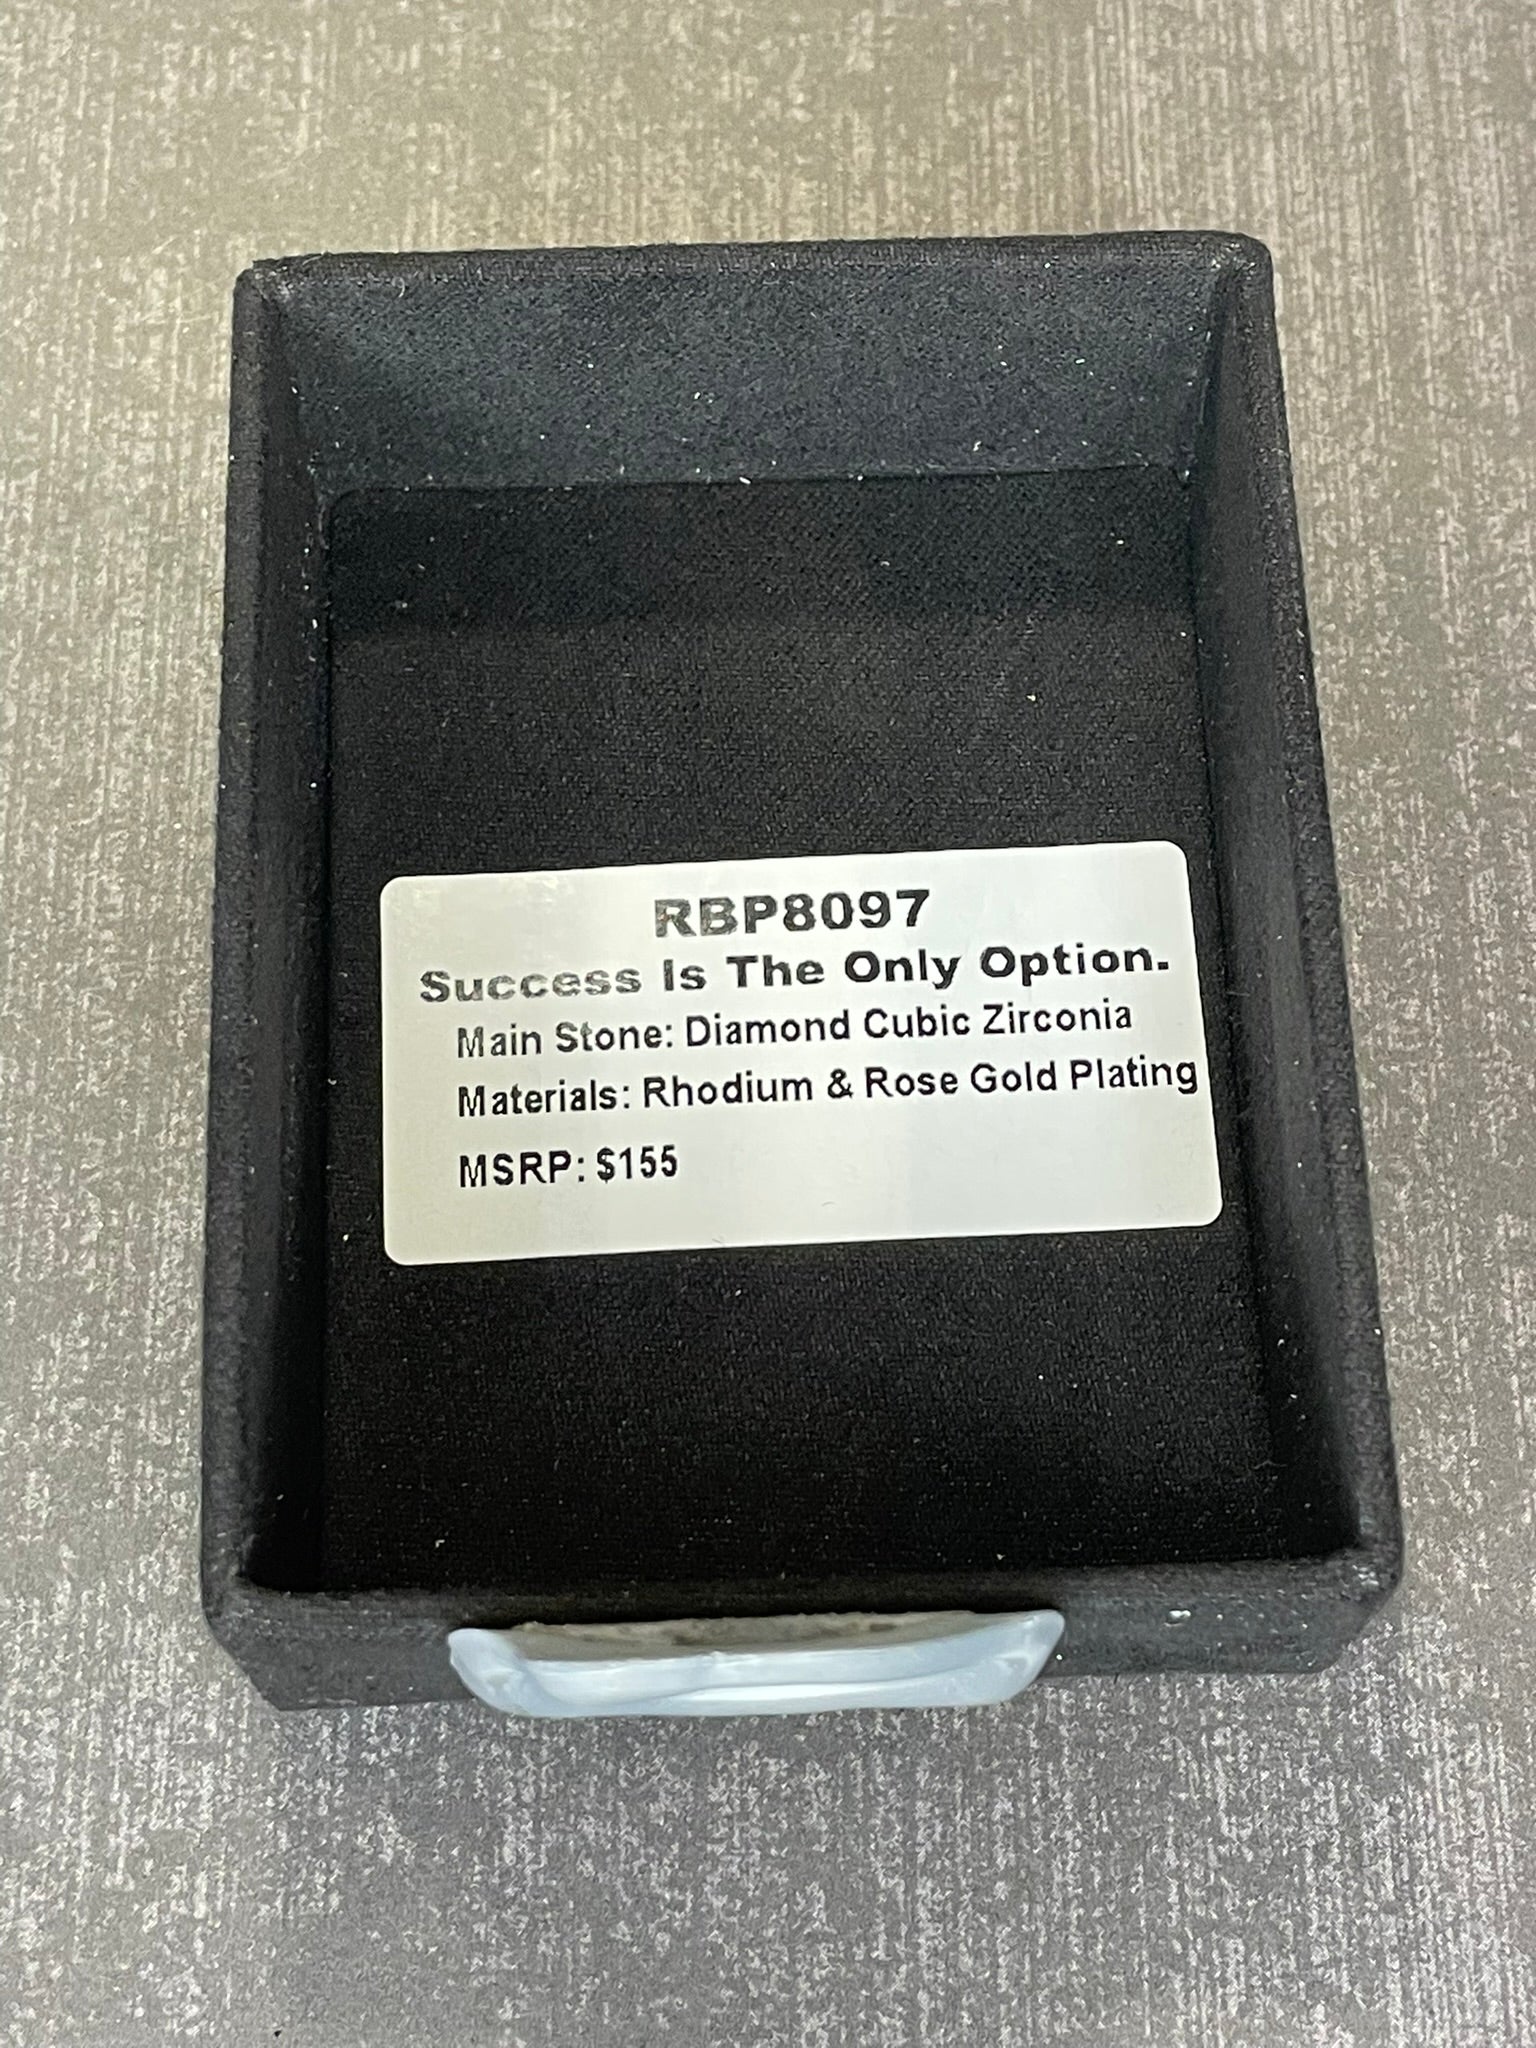 RBP8097
Success Is The Only Option.
Main Stone: Diamond Cubic Zirconia
Materials: Rhodium & Rose Gold Plating
MSRP: $155